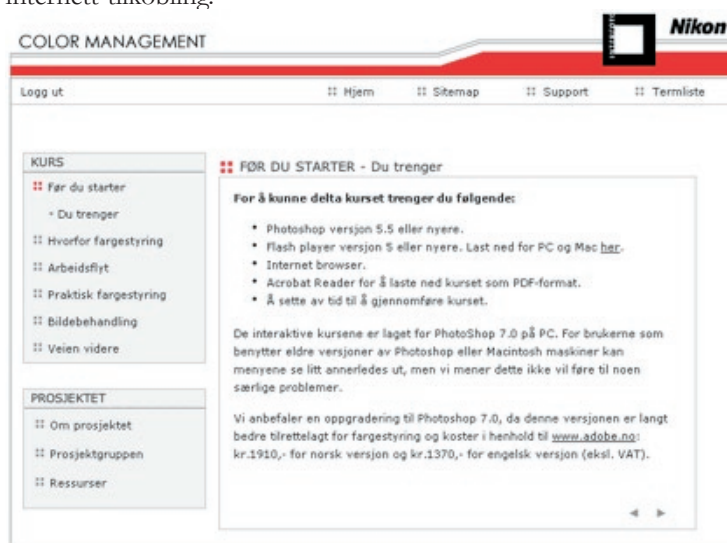 internett tilkobling.
COLOR MANAGEMENT
Nikon
Logg ut
Hjem
Sitemap
Support
Termliste
KURS
Før du starter
- Du trenger
Hvorfor fargestyring
Arbeidsflyt
Praktisk fargestyring
Bildebehandling
Veien videre
PROSJEKTET
Om prosjektet
Prosjektgruppen
Ressurser
FØR DU STARTER - Du trenger
For å kunne delta kurset trenger du følgende:
• Photoshop versjon 5.5 eller nyere.
• Flash player versjon 5 eller nyere. Last ned for PC og Mac her.
• Internet browser.
• Acrobat Reader for å laste ned kurset som PDF-format.
• Å sette av tid til å gjennomføre kurset.
De interaktive kursene er laget for PhotoShop 7.0 på PC. For brukerne som
benytter eldre versjoner av Photoshop eller Macintosh maskiner kan
menyene se litt annerledes ut, men vi mener dette ikke vil føre til noen
særlige problemer.
Vi anbefaler en oppgradering til Photoshop 7.0, da denne versjonen er langt
bedre tilrettelagt for fargestyring og koster i henhold til www.adobe.no:
kr.1910,- for norsk versjon og kr.1370,- for engelsk versjon (eksl. VAT).